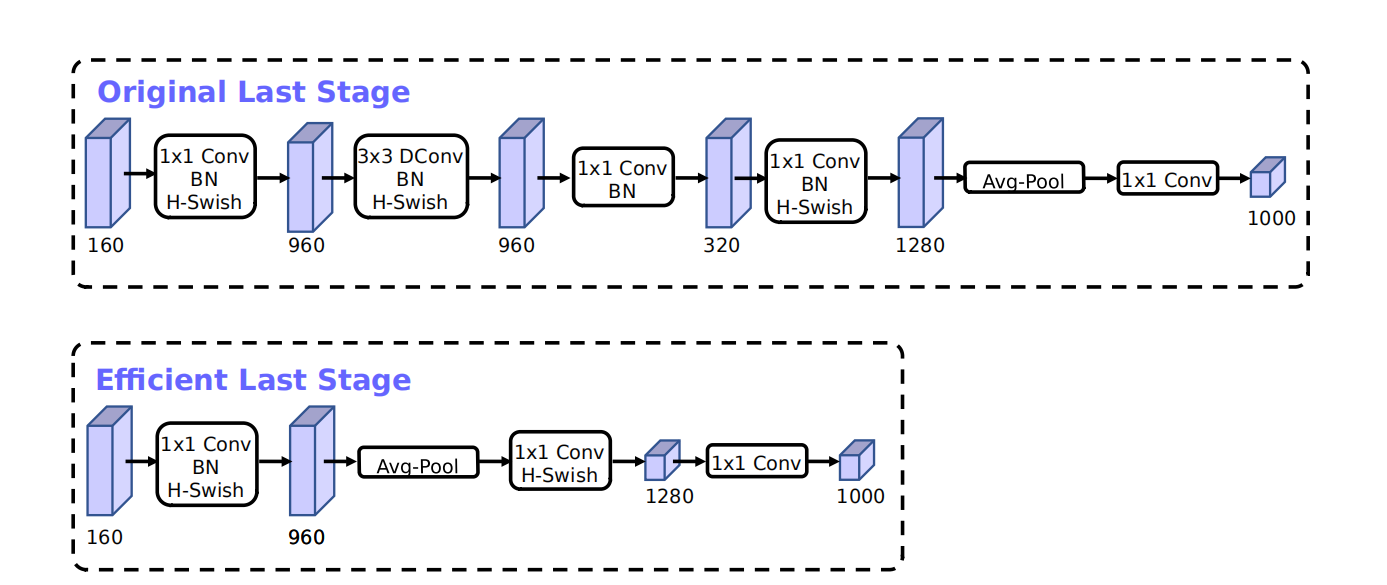 Original Last Stage
1x1 Conv
BN
H-Swish
3x3 DConv
BN
H-Swish
1x1 Conv
BN
1x1 Conv
BN
H-Swish
Avg-Pool
1x1 Conv
160
960
960
320
1280
1000
Efficient Last Stage
1x1 Conv
BN
H-Swish
Avg-Pool
1x1 Conv
H-Swish
1x1 Conv
160
960
1280
1000